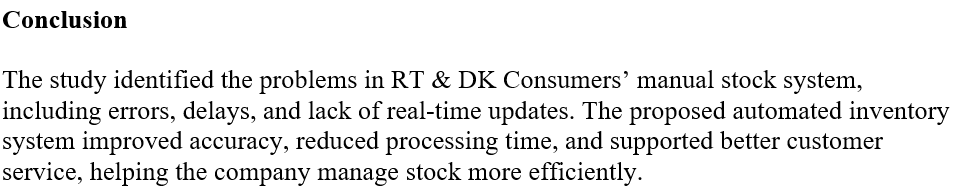 Conclusion
The study identified the problems in RT & DK Consumers’ manual stock system,
including errors, delays, and lack of real-time updates. The proposed automated inventory
system improved accuracy, reduced processing time, and supported better customer
service, helping the company manage stock more efficiently.